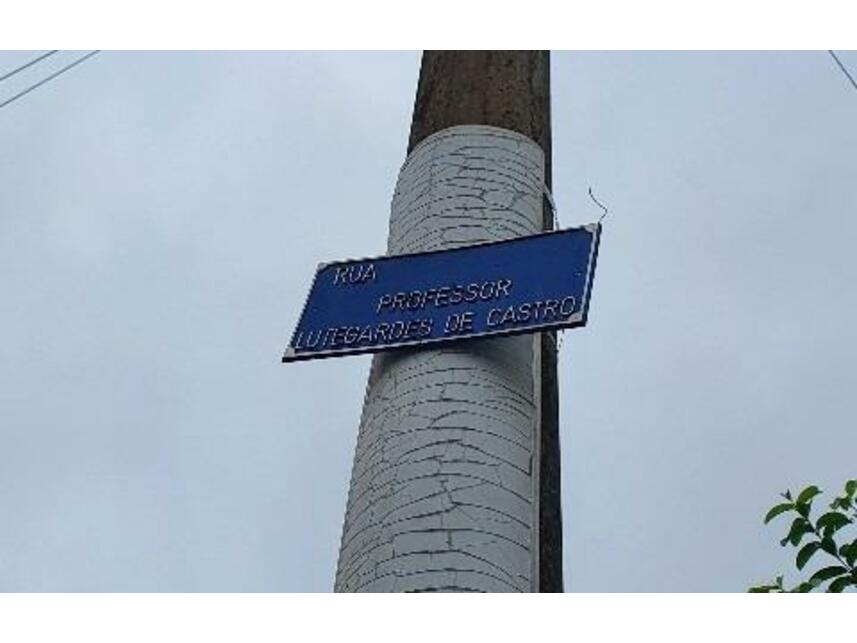 RUA
PROFESSOR
LUTEGARDES DE CASTRO